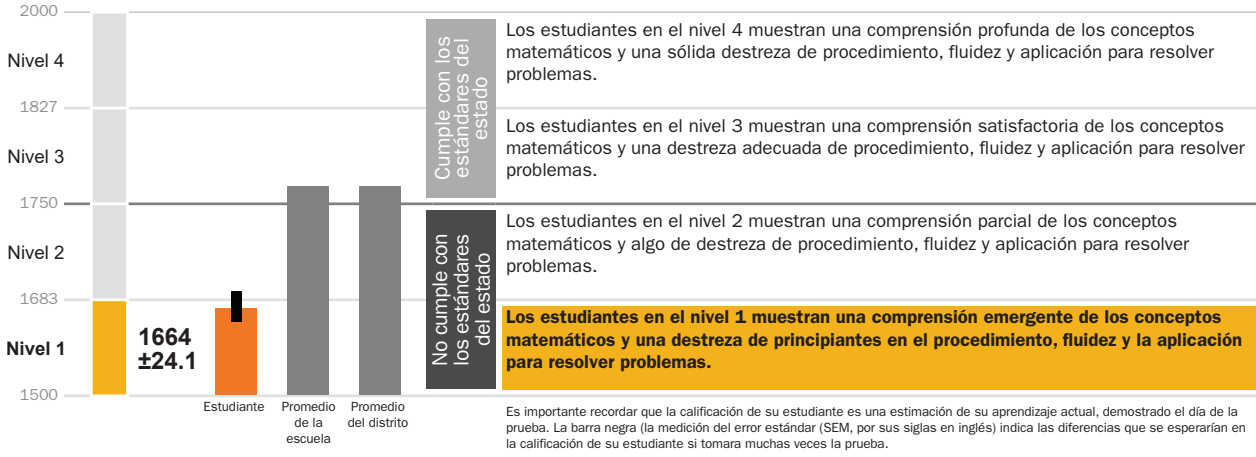 2000
Nivel 4
1827
Nivel 3
1750
Nivel 2
1683
Nivel 1
1500
1664
±24.1
Estudiante
Promedio
de la
escuela
Promedio
del distrito
Cumple con los
estándares del
estado
No cumple con
los estándares
del estado
Los estudiantes en el nivel 4 muestran una comprensión profunda de los conceptos
matemáticos y una sólida destreza de procedimiento, fluidez y aplicación para resolver
problemas.
Los estudiantes en el nivel 3 muestran una comprensión satisfactoria de los conceptos
matemáticos y una destreza adecuada de procedimiento, fluidez y aplicación para resolver
problemas.
Los estudiantes en el nivel 2 muestran una comprensión parcial de los conceptos
matemáticos y algo de destreza de procedimiento, fluidez y aplicación para resolver
problemas.
Los estudiantes en el nivel 1 muestran una comprensión emergente de los conceptos
matemáticos y una destreza de principiantes en el procedimiento, fluidez y la aplicación
para resolver problemas.
Es importante recordar que la calificación de su estudiante es una estimación de su aprendizaje actual, demostrado el día de la
prueba. La barra negra (la medición del error estándar (SEM, por sus siglas en inglés) indica las diferencias que se esperarían en
la calificación de su estudiante si tomara muchas veces la prueba.